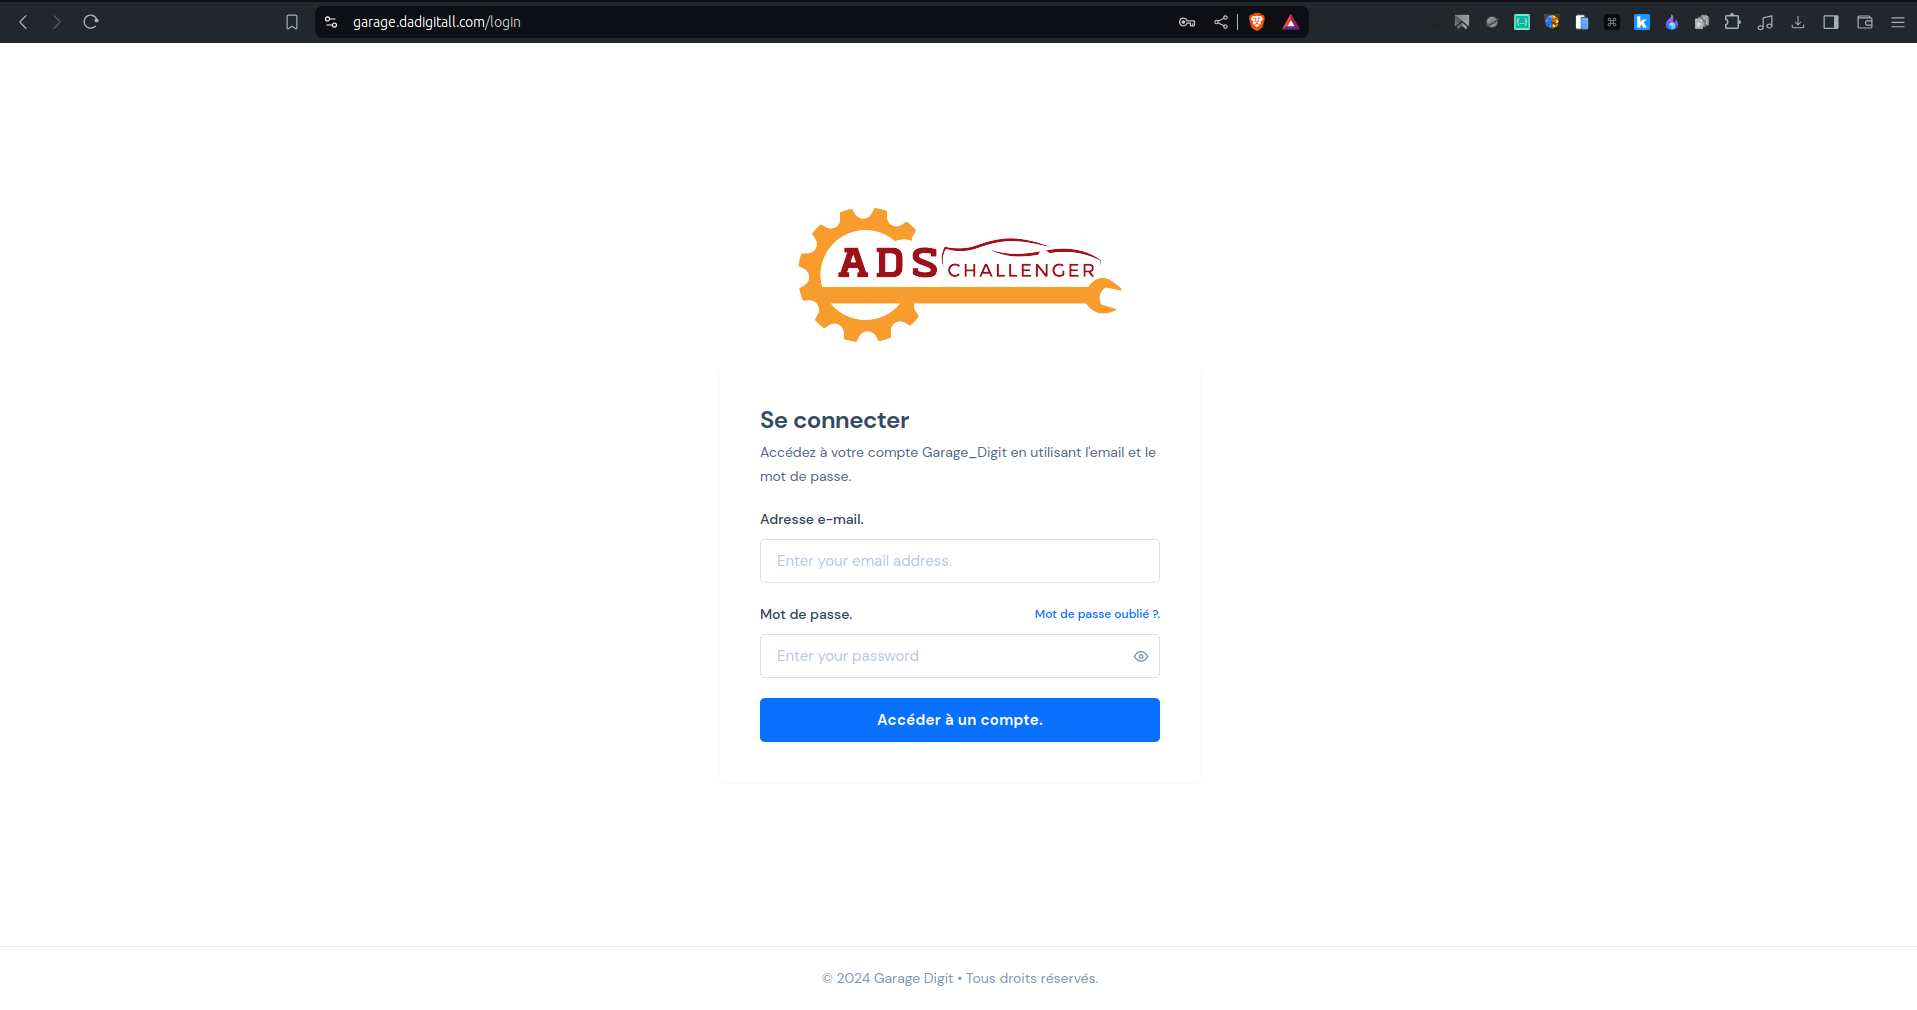 garage.dadigitall.com/login
ADS CHALLENGER
Se connecter
Accédez à votre compte Garage_Digit en utilisant l'email et le
mot de passe.
Adresse e-mail.
Enter your email address.
Mot de passe.
Mot de passe oublié ?.
Enter your password
Accéder à un compte.
© 2024 Garage Digit • Tous droits réservés.